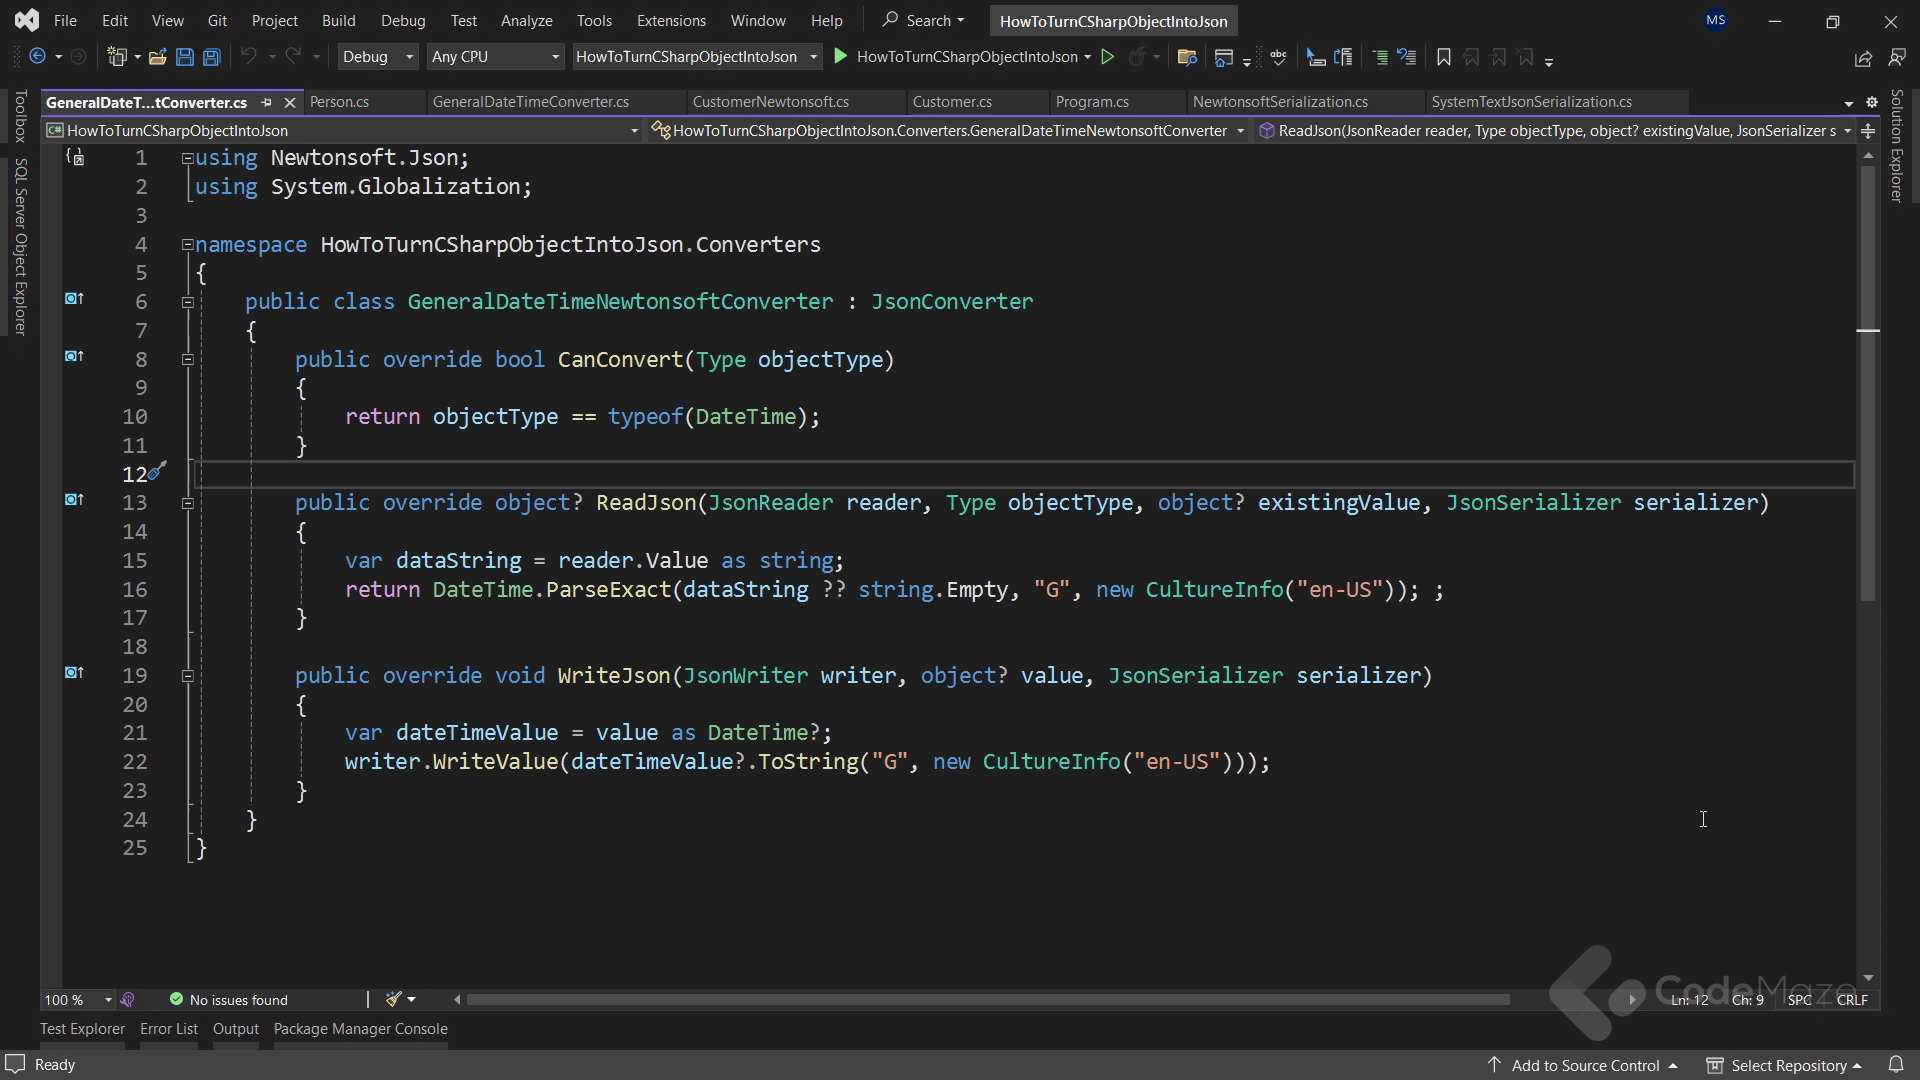 File Edit View Git Project Build Debug Test Analyze Tools Extensions Window Help Search HowToTurnCSharpObjectIntoJson MS
Debug Any CPU HowToTurnCSharpObjectIntoJson HowToTurnCSharpObjectIntoJson
GeneralDateT...tConverter.cs Person.cs GeneralDateTimeConverter.cs CustomerNewtonsoft.cs Customer.cs Program.cs NewtonsoftSerialization.cs SystemTextJsonSerialization.cs
C# HowToTurnCSharpObjectIntoJson HowToTurnCSharpObjectIntoJson.Converters.GeneralDateTimeNewtonsoftConverter ReadJson(JsonReader reader, Type objectType, object? existingValue, JsonSerializer s
Toolbox
SQL Server Object Explorer
Solution Explorer
1 using Newtonsoft.Json;
2 using System.Globalization;
3
4 namespace HowToTurnCSharpObjectIntoJson.Converters
5 {
6 public class GeneralDateTimeNewtonsoftConverter : JsonConverter
7 {
8 public override bool CanConvert(Type objectType)
9 {
10 return objectType == typeof(DateTime);
11 }
12
13 public override object? ReadJson(JsonReader reader, Type objectType, object? existingValue, JsonSerializer serializer)
14 {
15 var dataString = reader.Value as string;
16 return DateTime.ParseExact(dataString ?? string.Empty, "G", new CultureInfo("en-US")); ;
17 }
18
19 public override void WriteJson(JsonWriter writer, object? value, JsonSerializer serializer)
20 {
21 var dateTimeValue = value as DateTime?;
22 writer.WriteValue(dateTimeValue?.ToString("G", new CultureInfo("en-US")));
23 }
24 }
25 }
CodeMaze
100 % No issues found Ln: 12 Ch: 9 SPC CRLF
Test Explorer Error List Output Package Manager Console
Ready Add to Source Control Select Repository